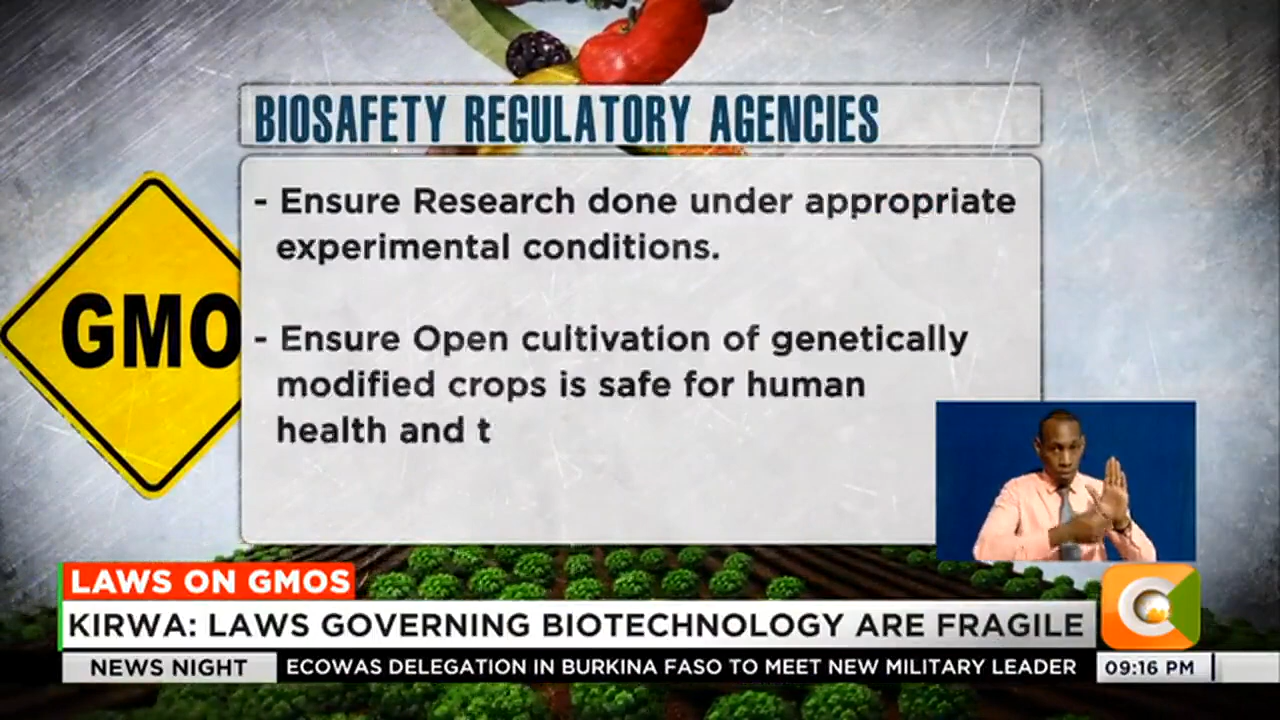 BIOSAFETY REGULATORY AGENCIES
- Ensure Research done under appropriate
experimental conditions.
GMO
- Ensure Open cultivation of genetically
modified crops is safe for human
health and t
LAWS ON GMOS
KIRWA: LAWS GOVERNING BIOTECHNOLOGY ARE FRAGILE
NEWS NIGHT
ECOWAS DELEGATION IN BURKINA FASO TO MEET NEW MILITARY LEADER
09:16 PM